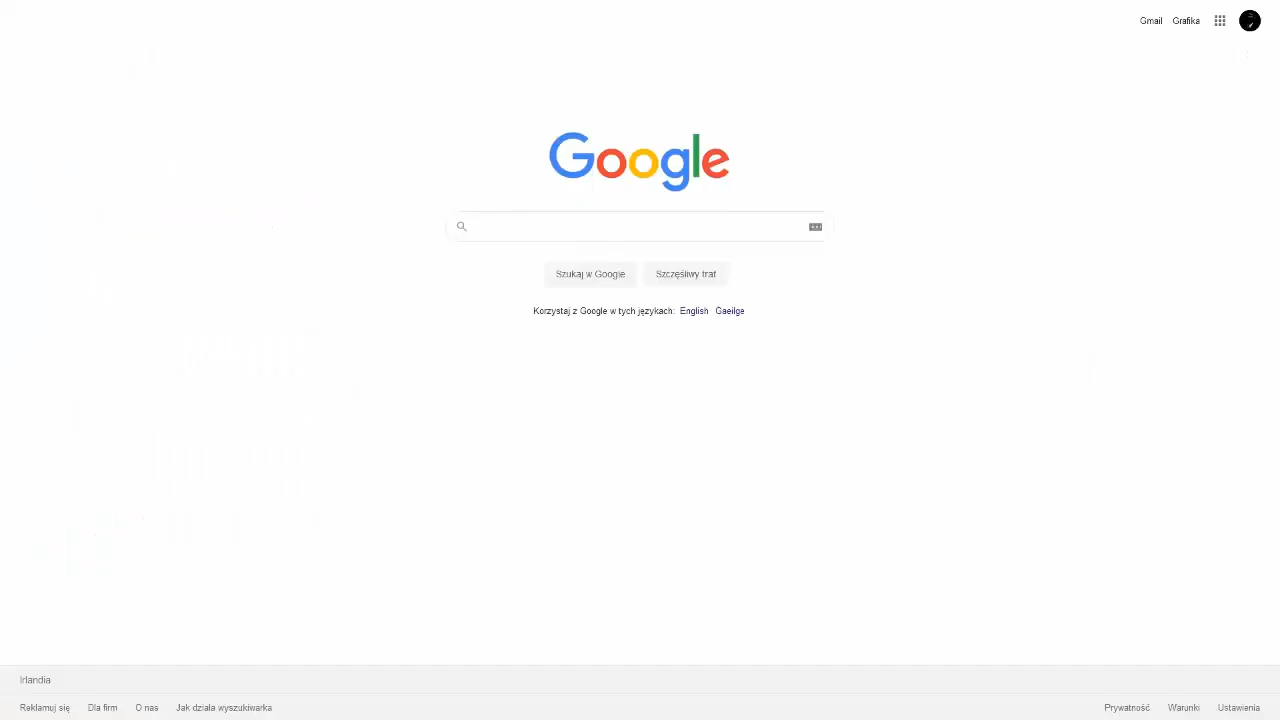 Gmail Grafika
Google
Szukaj w Google Szczęśliwy traf
Korzystaj z Google w tych językach: English Gaeilge
Irlandia
Reklamuj się Dla firm O nas Jak działa wyszukiwarka Prywatność Warunki Ustawienia